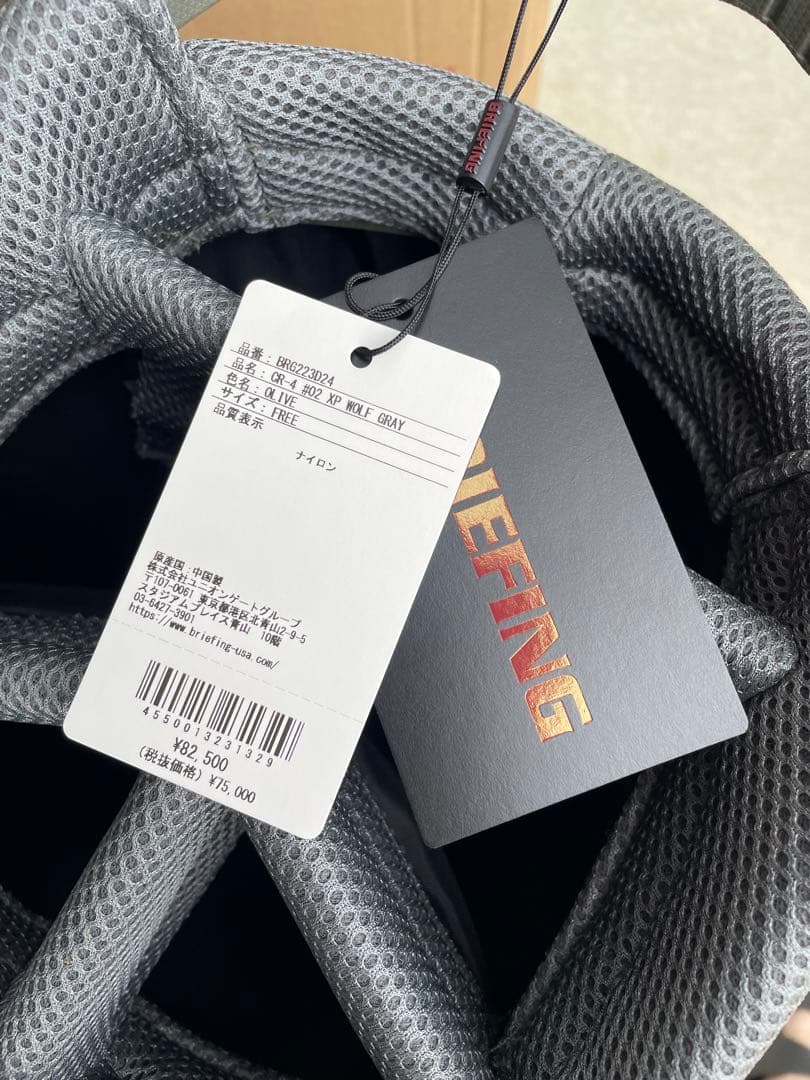 BRIEFING
品番：BRG223D24
品名：CR-4 #02 XP WOLF GRAY
色名：OLIVE
サイズ：FREE
品質表示
ナイロン
原産国：中国製
株式会社ユニオンゲートグループ
〒107-0061 東京都港区北青山2-9-5
スタジアムプレイス青山 10階
03-6427-3901
https://www.briefing-usa.com/
4550013231329
¥82,500
(税抜価格) ¥75,000
RIEFING